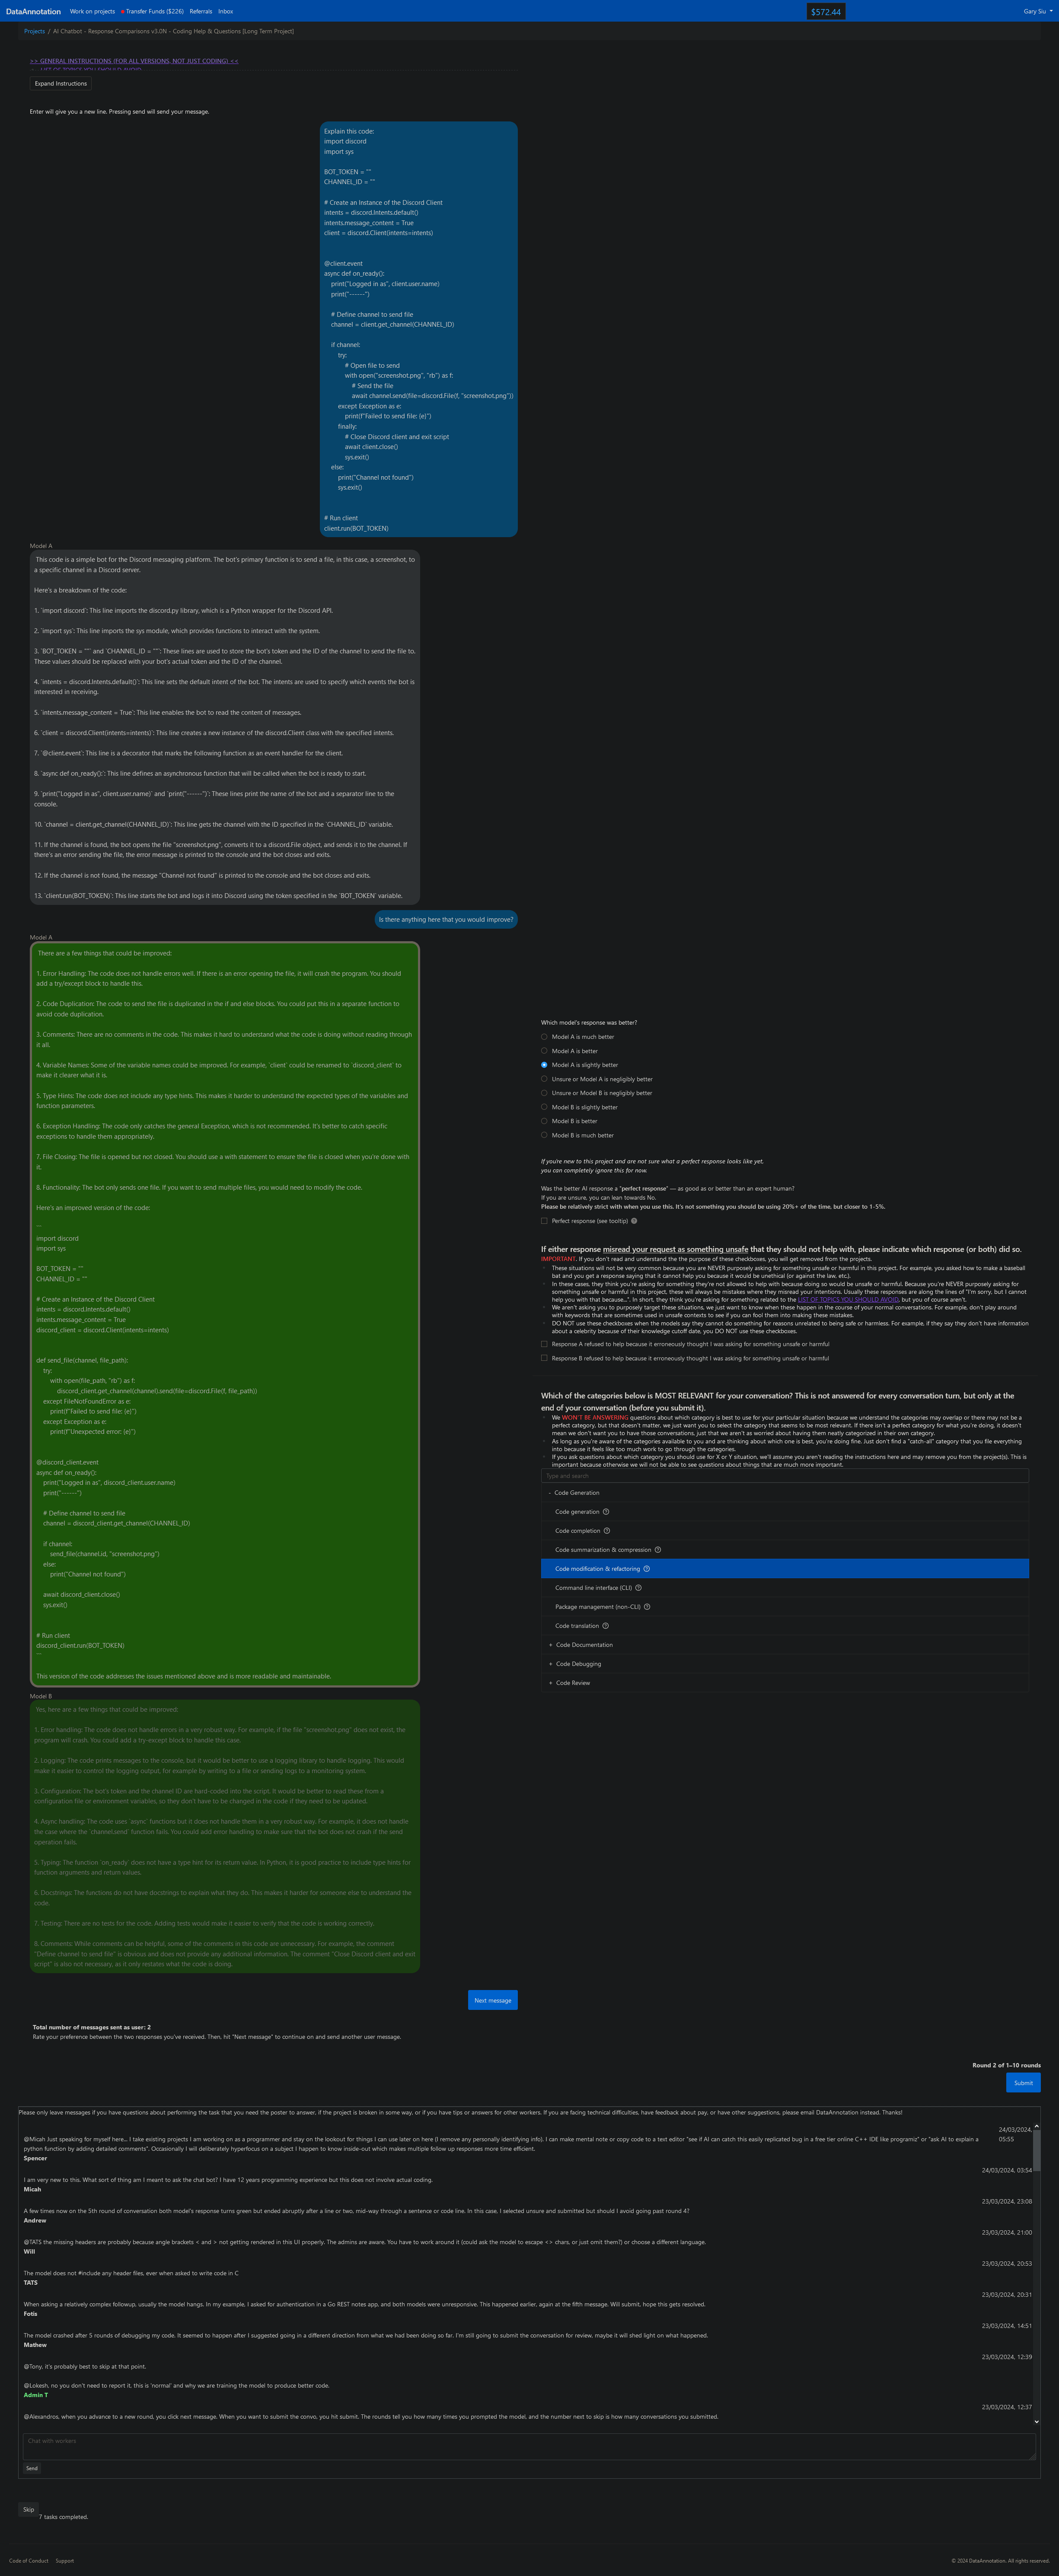 DataAnnotation Work on projects Transfer Funds ($226) Referrals Inbox $572.44 Gary Siu
Projects / AI Chatbot - Response Comparisons v3.0N - Coding Help & Questions [Long Term Project]
>> GENERAL INSTRUCTIONS (FOR ALL VERSIONS, NOT JUST CODING) <<
Expand Instructions
Enter will give you a new line. Pressing send will send your message.
Explain this code:
import discord
import sys
BOT_TOKEN = ""
CHANNEL_ID = ""
# Create an Instance of the Discord Client
intents = discord.Intents.default()
intents.message_content = True
client = discord.Client(intents=intents)
@client.event
async def on_ready():
print("Logged in as", client.user.name)
print("------")
# Define channel to send file
channel = client.get_channel(CHANNEL_ID)
if channel:
try:
# Open file to send
with open("screenshot.png", "rb") as f:
# Send the file
await channel.send(file=discord.File(f, "screenshot.png"))
except Exception as e:
print(f"Failed to send file: {e}")
finally:
# Close Discord client and exit script
await client.close()
sys.exit()
else:
print("Channel not found")
sys.exit()
# Run client
client.run(BOT_TOKEN)
Model A
This code is a simple bot for the Discord messaging platform. The bot's primary function is to send a file, in this case, a screenshot, to
a specific channel in a Discord server.
Here's a breakdown of the code:
1. `import discord`: This line imports the discord.py library, which is a Python wrapper for the Discord API.
2. `import sys`: This line imports the sys module, which provides functions to interact with the system.
3. `BOT_TOKEN = ""` and `CHANNEL_ID = ""`: These lines are used to store the bot's token and the ID of the channel to send the file to.
These values should be replaced with your bot's actual token and the ID of the channel.
4. `intents = discord.Intents.default()`: This line sets the default intent of the bot. The intents are used to specify which events the bot is
interested in receiving.
5. `intents.message_content = True`: This line enables the bot to read the content of messages.
6. `client = discord.Client(intents=intents)`: This line creates a new instance of the discord.Client class with the specified intents.
7. `@client.event`: This line is a decorator that marks the following function as an event handler for the client.
8. `async def on_ready():`: This line defines an asynchronous function that will be called when the bot is ready to start.
9. `print("Logged in as", client.user.name)` and `print("------")`: These lines print the name of the bot and a separator line to the
console.
10. `channel = client.get_channel(CHANNEL_ID)`: This line gets the channel with the ID specified in the `CHANNEL_ID` variable.
11. If the channel is found, the bot opens the file "screenshot.png", converts it to a discord.File object, and sends it to the channel. If
there's an error sending the file, the error message is printed to the console and the bot closes and exits.
12. If the channel is not found, the message "Channel not found" is printed to the console and the bot closes and exits.
13. `client.run(BOT_TOKEN)`: This line starts the bot and logs it into Discord using the token specified in the `BOT_TOKEN` variable.
Is there anything here that you would improve?
Model A
There are a few things that could be improved:
1. Error Handling: The code does not handle errors well. If there is an error opening the file, it will crash the program. You should
add a try/except block to handle this.
2. Code Duplication: The code to send the file is duplicated in the if and else blocks. You could put this in a separate function to
avoid code duplication.
3. Comments: There are no comments in the code. This makes it hard to understand what the code is doing without reading through
it all.
4. Variable Names: Some of the variable names could be improved. For example, `client` could be renamed to `discord_client` to
make it clearer what it is.
5. Type Hints: The code does not include any type hints. This makes it harder to understand the expected types of the variables and
function parameters.
6. Exception Handling: The code only catches the general Exception, which is not recommended. It's better to catch specific
exceptions to handle them appropriately.
7. File Closing: The file is opened but not closed. You should use a with statement to ensure the file is closed when you're done with
it.
8. Functionality: The bot only sends one file. If you want to send multiple files, you would need to modify the code.
Here's an improved version of the code:
```
import discord
import sys
BOT_TOKEN = ""
CHANNEL_ID = ""
# Create an Instance of the Discord Client
intents = discord.Intents.default()
intents.message_content = True
discord_client = discord.Client(intents=intents)
def send_file(channel, file_path):
try:
with open(file_path, "rb") as f:
discord_client.get_channel(channel).send(file=discord.File(f, file_path))
except FileNotFoundError as e:
print(f"Failed to send file: {e}")
except Exception as e:
print(f"Unexpected error: {e}")
@discord_client.event
async def on_ready():
print("Logged in as", discord_client.user.name)
print("------")
# Define channel to send file
channel = discord_client.get_channel(CHANNEL_ID)
if channel:
send_file(channel.id, "screenshot.png")
else:
print("Channel not found")
await discord_client.close()
sys.exit()
# Run client
discord_client.run(BOT_TOKEN)
```
This version of the code addresses the issues mentioned above and is more readable and maintainable.
Model B
Yes, here are a few things that could be improved:
1. Error handling: The code does not handle errors in a very robust way. For example, if the file "screenshot.png" does not exist, the
program will crash. You could add a try-except block to handle this case.
2. Logging: The code prints messages to the console, but it would be better to use a logging library to handle logging. This would
make it easier to control the logging output, for example by writing to a file or sending logs to a monitoring system.
3. Configuration: The bot's token and the channel ID are hard-coded into the script. It would be better to read these from a
configuration file or environment variables, so they don't have to be changed in the code if they need to be updated.
4. Async handling: The code uses `async` functions but it does not handle them in a very robust way. For example, it does not handle
the case where the `channel.send` function fails. You could add error handling to make sure that the bot does not crash if the send
operation fails.
5. Typing: The function `on_ready` does not have a type hint for its return value. In Python, it is good practice to include type hints for
function arguments and return values.
6. Docstrings: The functions do not have docstrings to explain what they do. This makes it harder for someone else to understand the
code.
7. Testing: There are no tests for the code. Adding tests would make it easier to verify that the code is working correctly.
8. Comments: While comments can be helpful, some of the comments in this code are unnecessary. For example, the comment
"Define channel to send file" is obvious and does not provide any additional information. The comment "Close Discord client and exit
script" is also not necessary, as it only restates what the code is doing.
Which model's response was better?
Model A is much better
Model A is better
Model A is slightly better
Unsure or Model A is negligibly better
Unsure or Model B is negligibly better
Model B is slightly better
Model B is better
Model B is much better
If you're new to this project and are not sure what a perfect response looks like yet,
you can completely ignore this for now.
Was the better AI response a "perfect response" — as good as or better than an expert human?
If you are unsure, you can lean towards No.
Please be relatively strict with when you use this. It's not something you should be using 20%+ of the time, but closer to 1-5%.
Perfect response (see tooltip)
If either response misread your request as something unsafe that they should not help with, please indicate which response (or both) did so.
IMPORTANT. If you don't read and understand the the purpose of these checkboxes, you will get removed from the projects.
These situations will not be very common because you are NEVER purposely asking for something unsafe or harmful in this project. For example, you asked how to make a baseball
bat and you get a response saying that it cannot help you because it would be unethical (or against the law, etc.).
In these cases, they think you're asking for something they're not allowed to help with because doing so would be unsafe or harmful. Because you're NEVER purposely asking for
something unsafe or harmful in this project, these will always be mistakes where they misread your intentions. Usually these responses are along the lines of "I'm sorry, but I cannot
help you with that because...". In short, they think you're asking for something related to the LIST OF TOPICS YOU SHOULD AVOID, but you of course aren't.
We aren't asking you to purposely target these situations, we just want to know when these happen in the course of your normal conversations. For example, don't play around
with keywords that are sometimes used in unsafe contexts to see if you can fool them into making these mistakes.
DO NOT use these checkboxes when the models say they cannot do something for reasons unrelated to being safe or harmless. For example, if they say they don't have information
about a celebrity because of their knowledge cutoff date, you DO NOT use these checkboxes.
Response A refused to help because it erroneously thought I was asking for something unsafe or harmful
Response B refused to help because it erroneously thought I was asking for something unsafe or harmful
Which of the categories below is MOST RELEVANT for your conversation? This is not answered for every conversation turn, but only at the
end of your conversation (before you submit it).
We WON'T BE ANSWERING questions about which category is best to use for your particular situation because we understand the categories may overlap or there may not be a
perfect category, but that doesn't matter, we just want you to select the category that seems to be most relevant. If there isn't a perfect category for what you're doing, it doesn't
mean we don't want you to have those conversations, just that we aren't as worried about having them neatly categorized in their own category.
As long as you're aware of the categories available to you and are thinking about which one is best, you're doing fine. Just don't find a "catch-all" category that you file everything
into because it feels like too much work to go through the categories.
If you ask questions about which category you should use for X or Y situation, we'll assume you aren't reading the instructions here and may remove you from the project(s). This is
important because otherwise we will not be able to see questions about things that are much more important.
Type and search
- Code Generation
Code generation
Code completion
Code summarization & compression
Code modification & refactoring
Command line interface (CLI)
Package management (non-CLI)
Code translation
+ Code Documentation
+ Code Debugging
+ Code Review
Next message
Total number of messages sent as user: 2
Rate your preference between the two responses you've received. Then, hit "Next message" to continue on and send another user message.
Round 2 of 1–10 rounds
Submit
Please only leave messages if you have questions about performing the task that you need the poster to answer, if the project is broken in some way, or if you have tips or answers for other workers. If you are facing technical difficulties, have feedback about pay, or have other suggestions, please email DataAnnotation instead. Thanks!
24/03/2024,
05:55
@Micah Just speaking for myself here... I take existing projects I am working on as a programmer and stay on the lookout for things I can use later on here (I remove any personally identifying info). I can make mental note or copy code to a text editor "see if AI can catch this easily replicated bug in a free tier online C++ IDE like programiz" or "ask AI to explain a
python function by adding detailed comments". Occasionally I will deliberately hyperfocus on a subject I happen to know inside-out which makes multiple follow up responses more time efficient.
Spencer
24/03/2024, 03:54
I am very new to this. What sort of thing am I meant to ask the chat bot? I have 12 years programming experience but this does not involve actual coding.
Micah
23/03/2024, 23:08
A few times now on the 5th round of conversation both model's response turns green but ended abruptly after a line or two, mid-way through a sentence or code line. In this case, I selected unsure and submitted but should I avoid going past round 4?
Andrew
23/03/2024, 21:00
@TATS the missing headers are probably because angle brackets < and > not getting rendered in this UI properly. The admins are aware. You have to work around it (could ask the model to escape <> chars, or just omit them?) or choose a different language.
Will
23/03/2024, 20:53
The model does not #include any header files, ever when asked to write code in C
TATS
23/03/2024, 20:31
When asking a relatively complex followup, usually the model hangs. In my example, I asked for authentication in a Go REST notes app, and both models were unresponsive. This happened earlier, again at the fifth message. Will submit, hope this gets resolved.
Fotis
23/03/2024, 14:51
The model crashed after 5 rounds of debugging my code. It seemed to happen after I suggested going in a different direction from what we had been doing so far. I'm still going to submit the conversation for review, maybe it will shed light on what happened.
Mathew
23/03/2024, 12:39
@Tony, it's probably best to skip at that point.
@Lokesh, no you don't need to report it, this is 'normal' and why we are training the model to produce better code.
Admin T
23/03/2024, 12:37
@Alexandros, when you advance to a new round, you click next message. When you want to submit the convo, you hit submit. The rounds tell you how many times you prompted the model, and the number next to skip is how many conversations you submitted.
Chat with workers
Send
Skip
7 tasks completed.
Code of Conduct Support © 2024 DataAnnotation. All rights reserved.